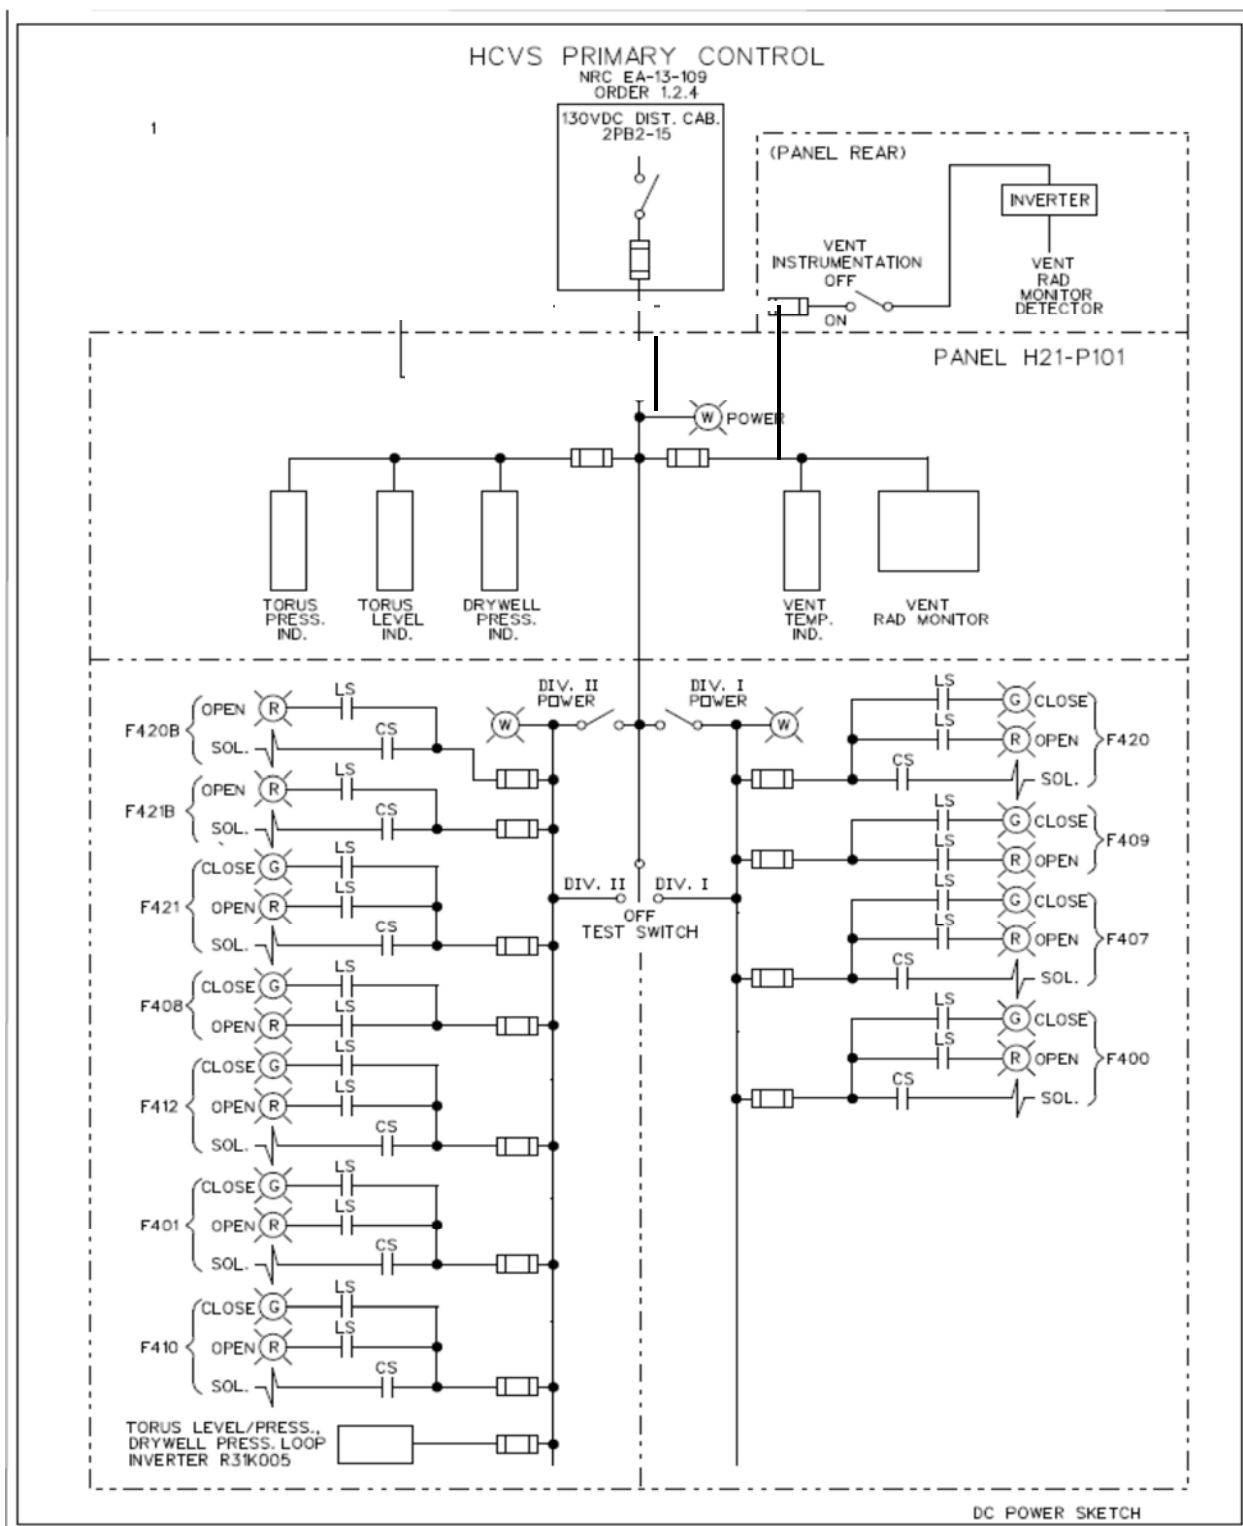 HCVS PRIMARY CONTROL
NRC EA-13-109
ORDER 1.2.4
1
130VDC DIST. CAB.
2PB2-15
(PANEL REAR)
INVERTER
VENT
INSTRUMENTATION
OFF
ON
VENT
RAD
MONITOR
DETECTOR
PANEL H21-P101
W POWER
TORUS
PRESS.
IND.
TORUS
LEVEL
IND.
DRYWELL
PRESS.
IND.
VENT
TEMP.
IND.
VENT
RAD MONITOR
DIV. II
POWER
DIV. I
POWER
W
W
F420B
OPEN R LS
SOL. CS
F421B
OPEN R LS
SOL. CS
F421
CLOSE G LS
OPEN R LS
SOL. CS
F408
CLOSE G LS
OPEN R LS
F412
CLOSE G LS
OPEN R LS
SOL. CS
F401
CLOSE G LS
OPEN R LS
SOL. CS
F410
CLOSE G LS
OPEN R LS
SOL. CS
TORUS LEVEL/PRESS.,
DRYWELL PRESS. LOOP
INVERTER R31K005
DIV. II
DIV. I
OFF
TEST SWITCH
LS G CLOSE
LS R OPEN
CS SOL.
F420
LS G CLOSE
LS R OPEN
F409
LS G CLOSE
LS R OPEN
CS SOL.
F407
LS G CLOSE
LS R OPEN
CS SOL.
F400
DC POWER SKETCH